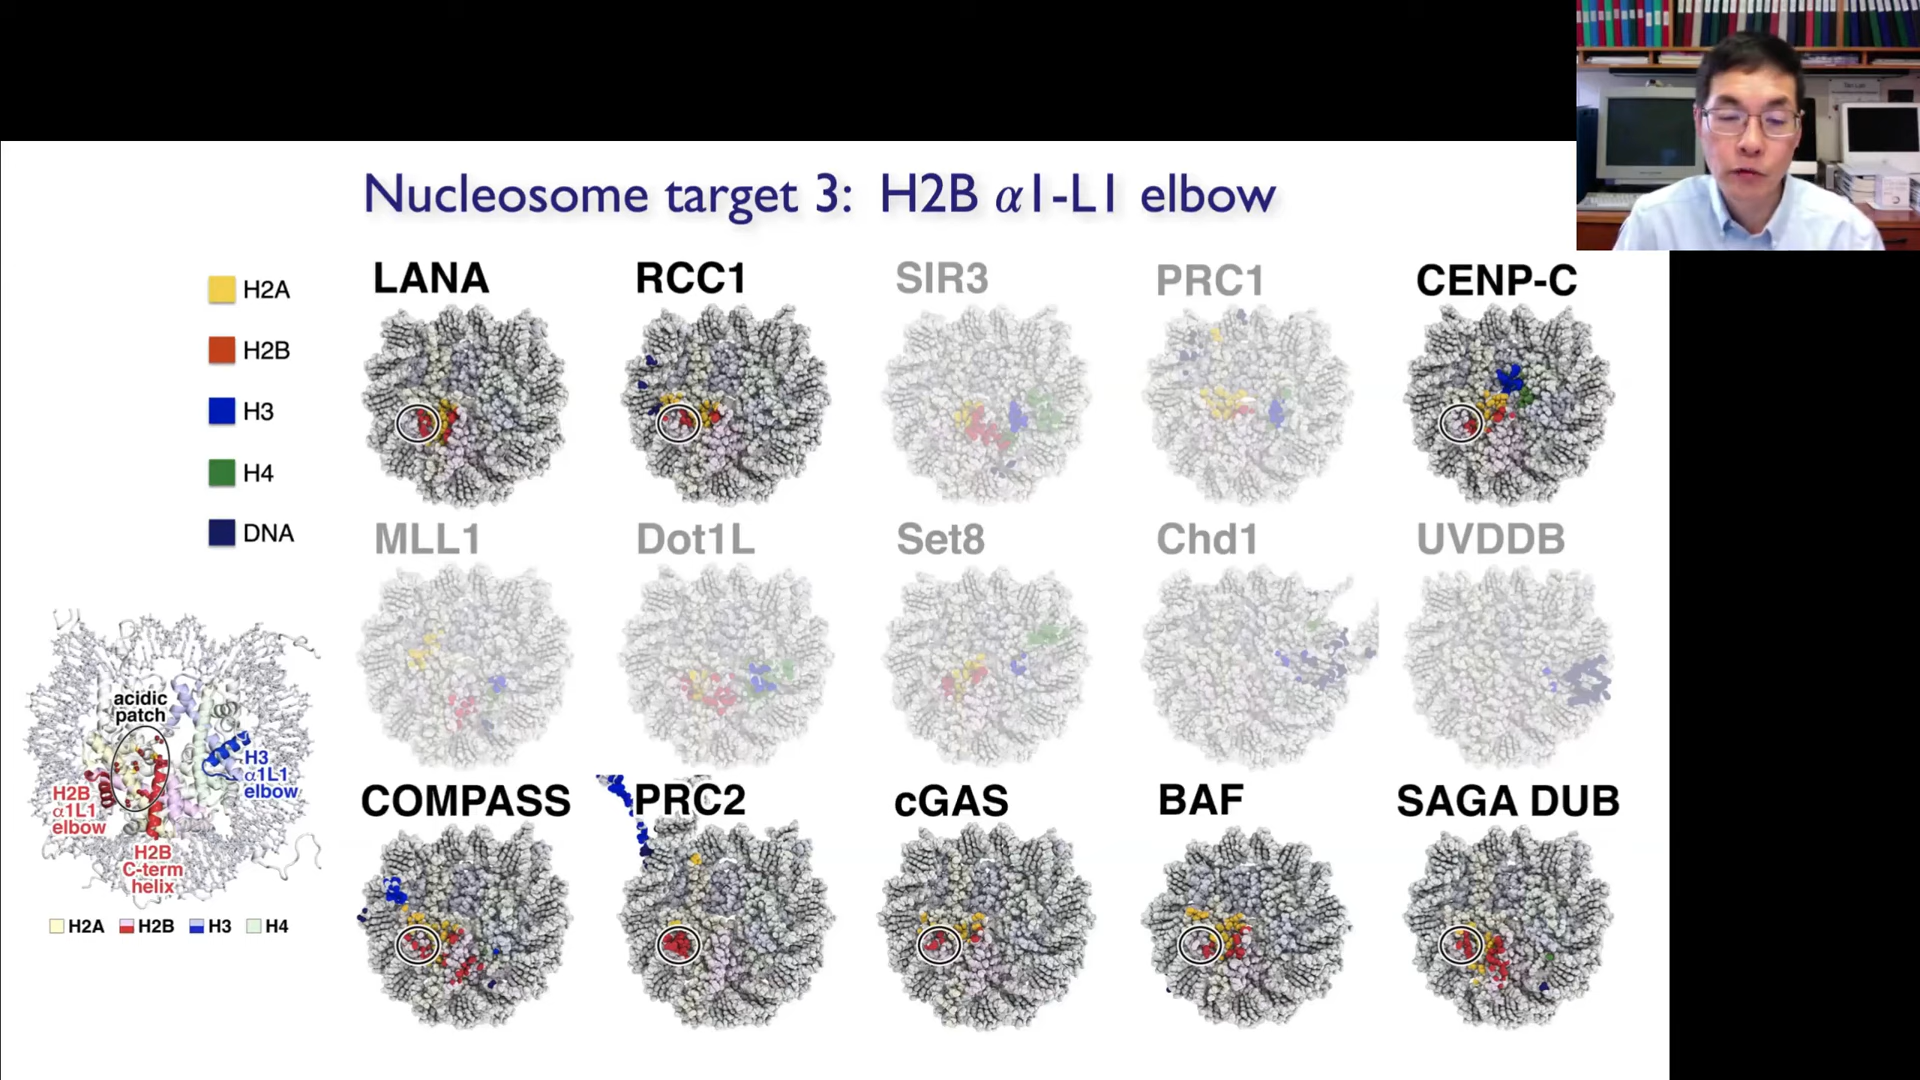 Nucleosome target 3: H2B α1-L1 elbow
H2A
H2B
H3
H4
DNA
LANA
RCC1
SIR3
PRC1
CENP-C
MLL1
Dot1L
Set8
Chd1
UVDDB
COMPASS
PRC2
cGAS
BAF
SAGA DUB
acidic
patch
H3
α1L1
elbow
H2B
α1L1
elbow
H2B
C-term
helix
H2A H2B H3 H4